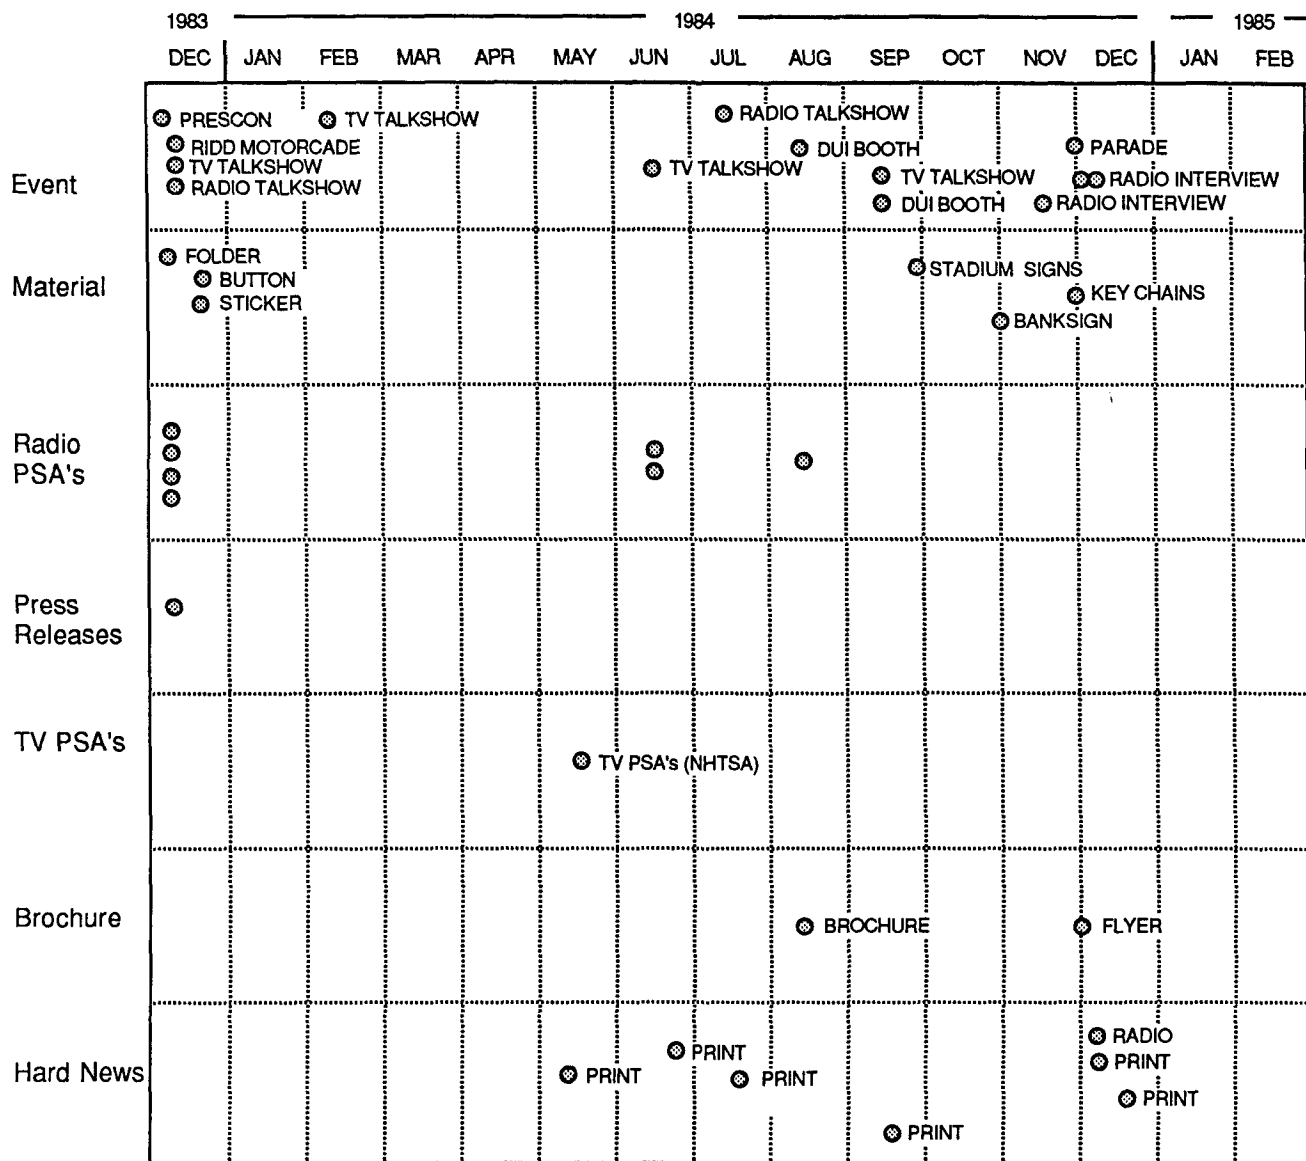 1983 1984 1985
DEC JAN FEB MAR APR MAY JUN JUL AUG SEP OCT NOV DEC JAN FEB
Event
PRESCON TV TALKSHOW RADIO TALKSHOW
RIDD MOTORCADE DUI BOOTH PARADE
TV TALKSHOW TV TALKSHOW TV TALKSHOW RADIO INTERVIEW
RADIO TALKSHOW DUI BOOTH RADIO INTERVIEW
Material
FOLDER STADIUM SIGNS
BUTTON KEY CHAINS
STICKER BANKSIGN
Radio
PSA's
Press
Releases
TV PSA's
TV PSA's (NHTSA)
Brochure
BROCHURE FLYER
Hard News
RADIO
PRINT PRINT
PRINT PRINT
PRINT
PRINT